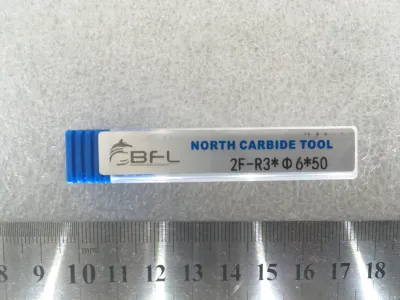 BFL
NORTH CARBIDE TOOL
2F-R3*Φ6*50
8 9 10 11 12 13 14 15 16 17 18